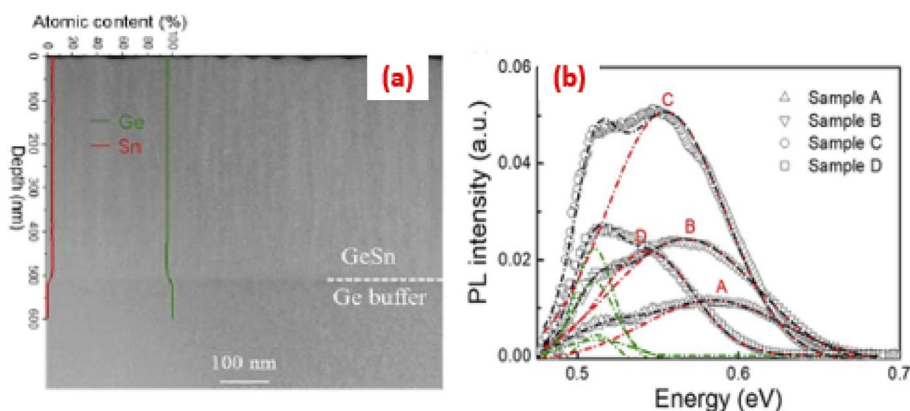 Atomic content (%)
0 20 40 60 80 100
(a)
0
100
200
300
400
500
600
Depth (nm)
Ge
Sn
GeSn
Ge buffer
100 nm
(b)
0.06
0.04
0.02
0.00
PL intensity (a.u.)
C
D
B
A
Sample A
Sample B
Sample C
Sample D
0.5 0.6 0.7
Energy (eV)